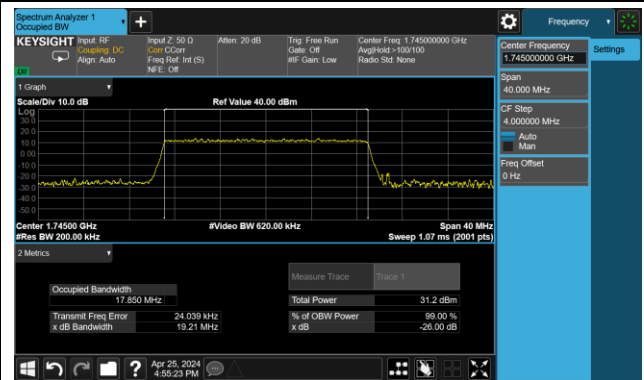 Spectrum Analyzer 1
Occupied BW
+
Frequency
KEYSIGHT
Input: RF
Coupling: DC
Align: Auto
Input Z: 50 Ω
Corr CCorr
Freq Ref: Int (S)
NFE: Off
Atten: 20 dB
Trig: Free Run
Gate: Off
#IF Gain: Low
Center Freq: 1.745000000 GHz
Avg|Hold:>100/100
Radio Std: None
Center Frequency
1.745000000 GHz
Settings
Span
40.000 MHz
CF Step
4.000000 MHz
Auto
Man
Freq Offset
0 Hz
1 Graph
Scale/Div 10.0 dB
Ref Value 40.00 dBm
Log
30.0
20.0
10.0
0.00
-10.0
-20.0
-30.0
-40.0
-50.0
Center 1.74500 GHz
#Video BW 620.00 kHz
Span 40 MHz
#Res BW 200.00 kHz
Sweep 1.07 ms (2001 pts)
2 Metrics
Measure Trace
Trace 1
Occupied Bandwidth
17.850 MHz
Total Power
31.2 dBm
Transmit Freq Error
24.039 kHz
% of OBW Power
99.00 %
x dB Bandwidth
19.21 MHz
x dB
-26.00 dB
?
Apr 25, 2024
4:55:23 PM